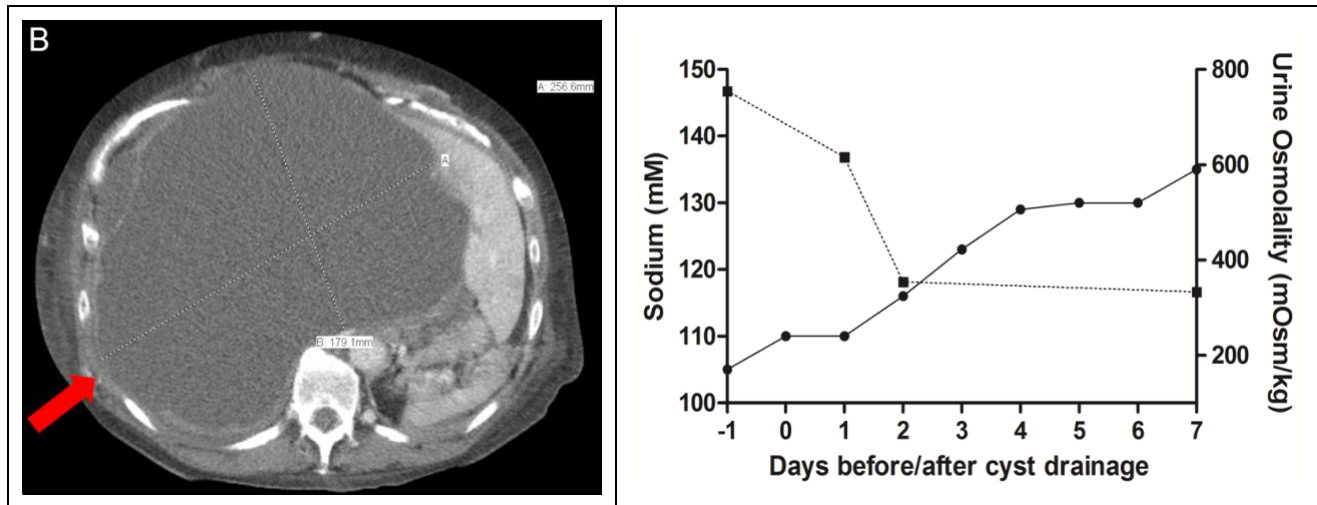 B
A: 256.6mm
A
B: 179.1mm
150
140
130
120
110
100
Sodium (mM)
800
600
400
200
Urine Osmolality (mOsm/kg)
-1 0 1 2 3 4 5 6 7
Days before/after cyst drainage